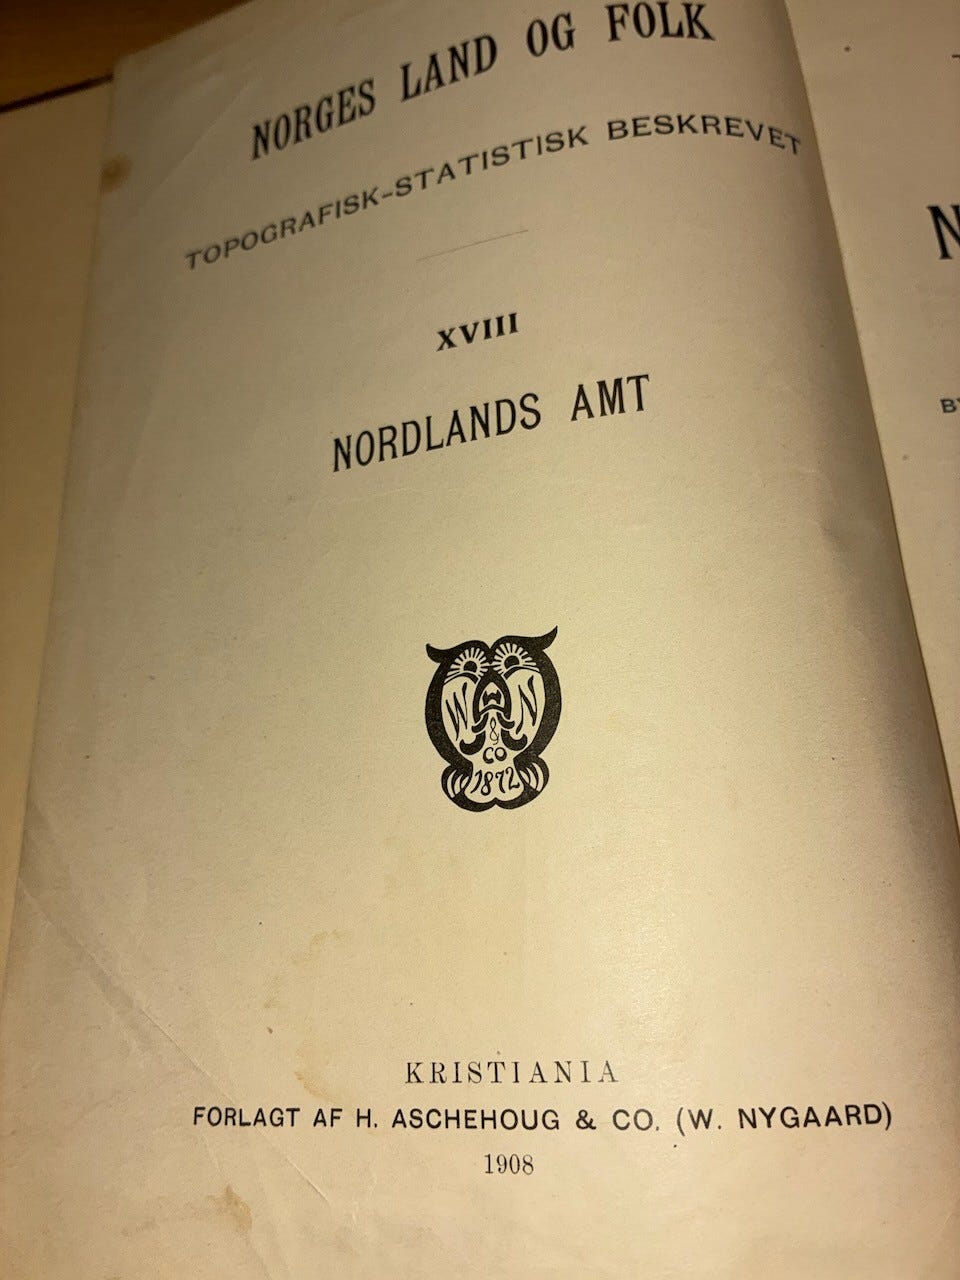 NORGES LAND OG FOLK
TOPOGRAFISK-STATISTISK BESKREVET
XVIII
NORDLANDS AMT
W N
&
CO
1872
KRISTIANIA
FORLAGT AF H. ASCHEHOUG & CO. (W. NYGAARD)
1908
N
BY